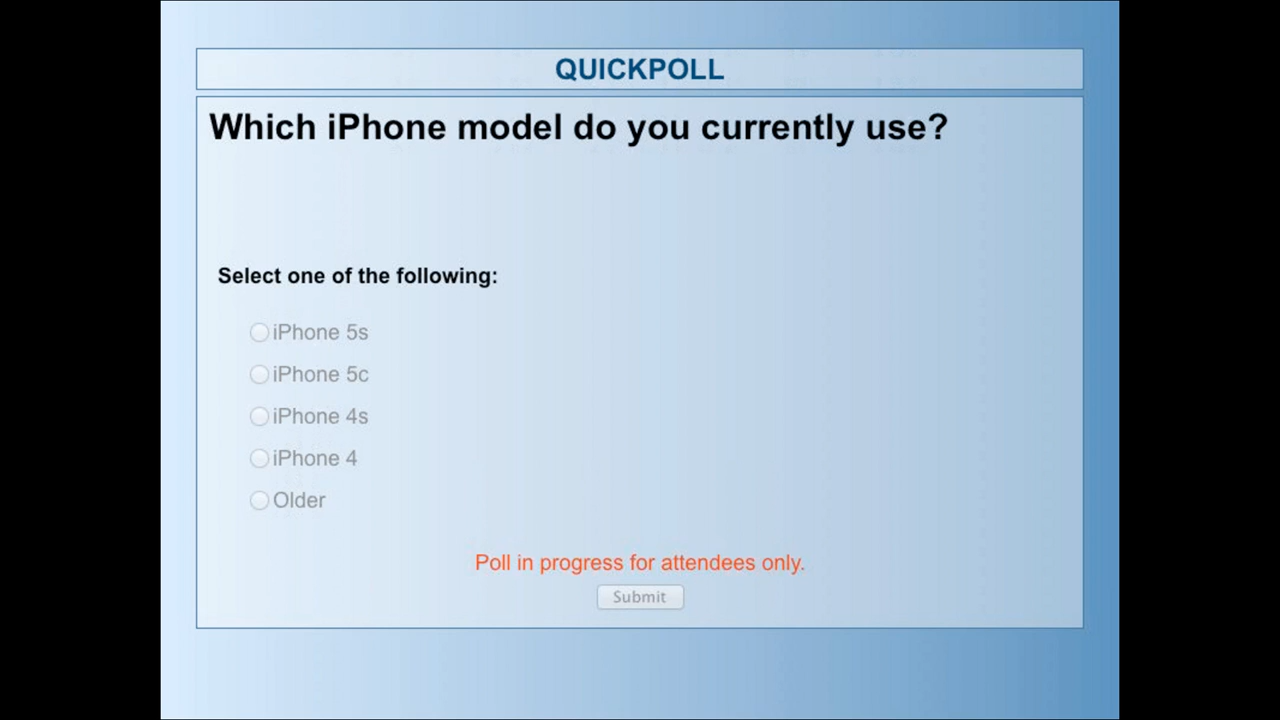 QUICKPOLL
Which iPhone model do you currently use?
Select one of the following:
iPhone 5s
iPhone 5c
iPhone 4s
iPhone 4
Older
Poll in progress for attendees only.
Submit